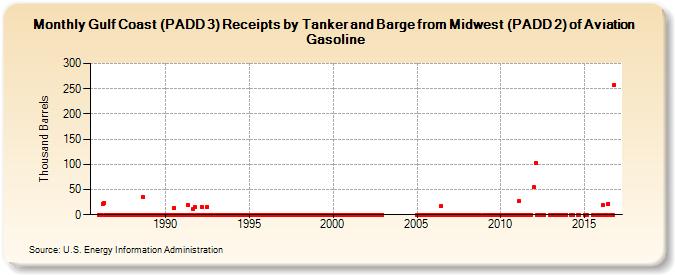 Monthly Gulf Coast (PADD 3) Receipts by Tanker and Barge from Midwest (PADD 2) of Aviation
Gasoline
Thousand Barrels
300
250
200
150
100
50
0
1990 1995 2000 2005 2010 2015
Source: U.S. Energy Information Administration